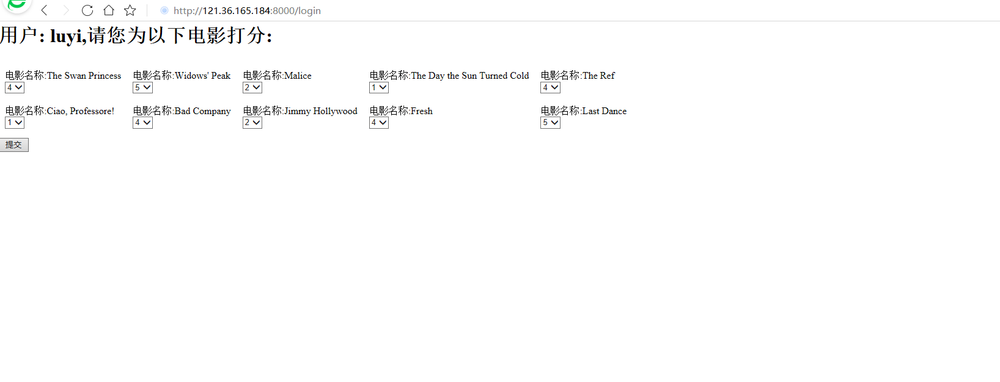 http://121.36.165.184:8000/login
用户: luyi,请您为以下电影打分:
电影名称:The Swan Princess 电影名称:Widows' Peak 电影名称:Malice 电影名称:The Day the Sun Turned Cold 电影名称:The Ref
4 5 2 1 4
电影名称:Ciao, Professore! 电影名称:Bad Company 电影名称:Jimmy Hollywood 电影名称:Fresh 电影名称:Last Dance
1 4 2 4 5
提交